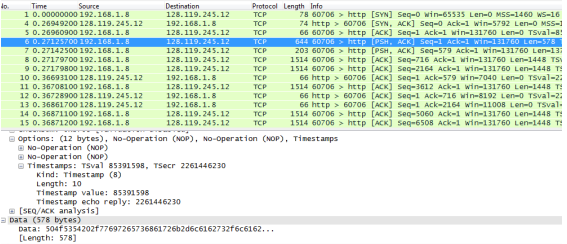 No. Time Source Destination Protocol Length Info
1 0.00000000 192.168.1.8 128.119.245.12 TCP 78 60706 > http [SYN] Seq=0 Win=65535 Len=0 MSS=1460 WS=16
4 0.26949200 128.119.245.12 192.168.1.8 TCP 74 http > 60706 [SYN, ACK] Seq=0 Ack=1 Win=5792 Len=0 MS
5 0.26960900 192.168.1.8 128.119.245.12 TCP 66 60706 > http [ACK] Seq=1 Ack=1 Win=131760 Len=0 TSval=85
6 0.27125700 192.168.1.8 128.119.245.12 TCP 644 60706 > http [PSH, ACK] Seq=1 Ack=1 Win=131760 Len=578
7 0.27142500 192.168.1.8 128.119.245.12 TCP 203 60706 > http [PSH, ACK] Seq=579 Ack=1 Win=131760 Len=137
8 0.27179700 192.168.1.8 128.119.245.12 TCP 1514 60706 > http [ACK] Seq=716 Ack=1 Win=131760 Len=1448 TS
9 0.27179800 192.168.1.8 128.119.245.12 TCP 1514 60706 > http [ACK] Seq=2164 Ack=1 Win=131760 Len=1448 T
10 0.36693100 128.119.245.12 192.168.1.8 TCP 66 http > 60706 [ACK] Seq=1 Ack=579 Win=7040 Len=0 TSval=22
11 0.36708100 192.168.1.8 128.119.245.12 TCP 1514 60706 > http [ACK] Seq=3612 Ack=1 Win=131760 Len=1448 T
12 0.36728900 128.119.245.12 192.168.1.8 TCP 66 http > 60706 [ACK] Seq=1 Ack=716 Win=8192 Len=0 TSval=22
13 0.38861700 128.119.245.12 192.168.1.8 TCP 66 http > 60706 [ACK] Seq=1 Ack=2164 Win=11008 Len=0 TSval
14 0.38871100 192.168.1.8 128.119.245.12 TCP 1514 60706 > http [ACK] Seq=5060 Ack=1 Win=131760 Len=1448 T
15 0.38871200 192.168.1.8 128.119.245.12 TCP 1514 60706 > http [ACK] Seq=6508 Ack=1 Win=131760 Len=1448 T
Options: (12 bytes), No-Operation (NOP), No-Operation (NOP), Timestamps
No-Operation (NOP)
No-Operation (NOP)
Timestamps: TSval 85391598, TSecr 2261446230
Kind: Timestamp (8)
Length: 10
Timestamp value: 85391598
Timestamp echo reply: 2261446230
[SEQ/ACK analysis]
Data (578 bytes)
Data: 504f5354202f77697265736861726b2d6c6162732f6c6162...
[Length: 578]